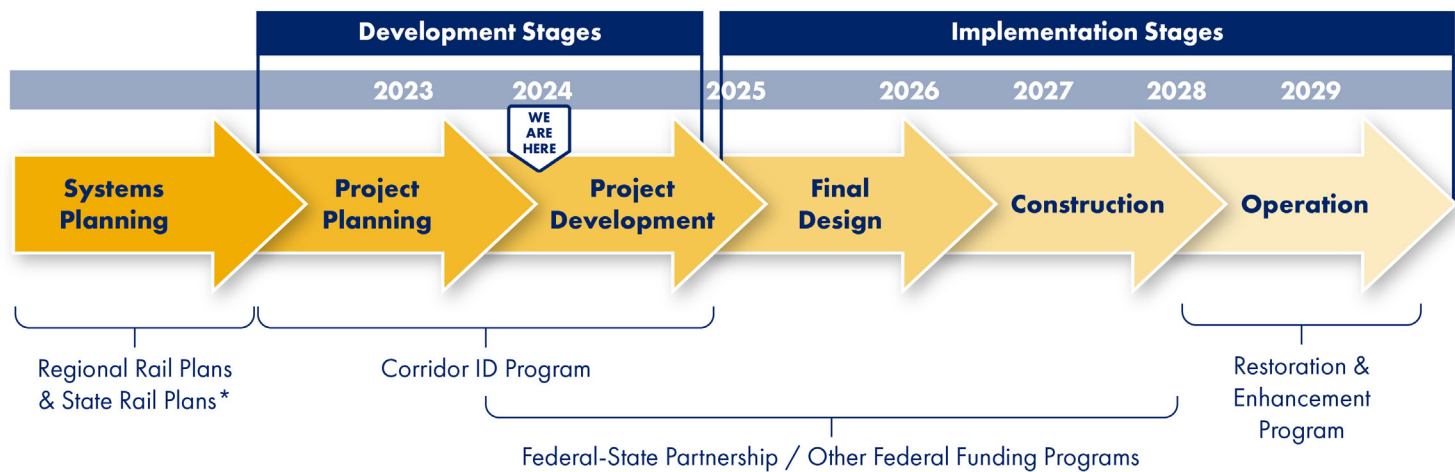 Development Stages
Implementation Stages
2023 2024 2025 2026 2027 2028 2029
WE
ARE
HERE
Systems
Planning
Project
Planning
Project
Development
Final
Design
Construction
Operation
Regional Rail Plans
& State Rail Plans*
Corridor ID Program
Restoration &
Enhancement
Program
Federal-State Partnership / Other Federal Funding Programs